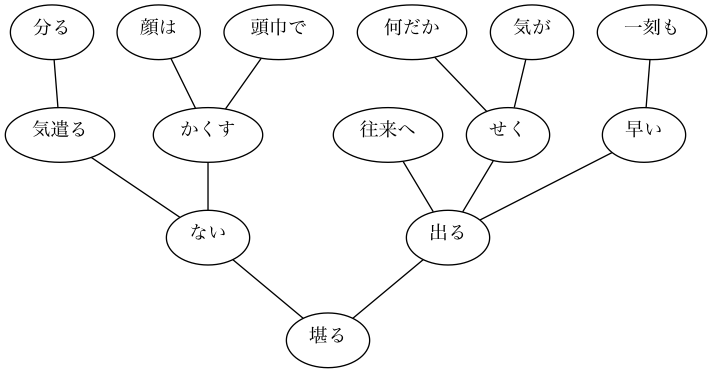 分る 顔は 頭巾で 何だか 気が 一刻も
気遣る かくす 往来へ せく 早い
ない 出る
堪る